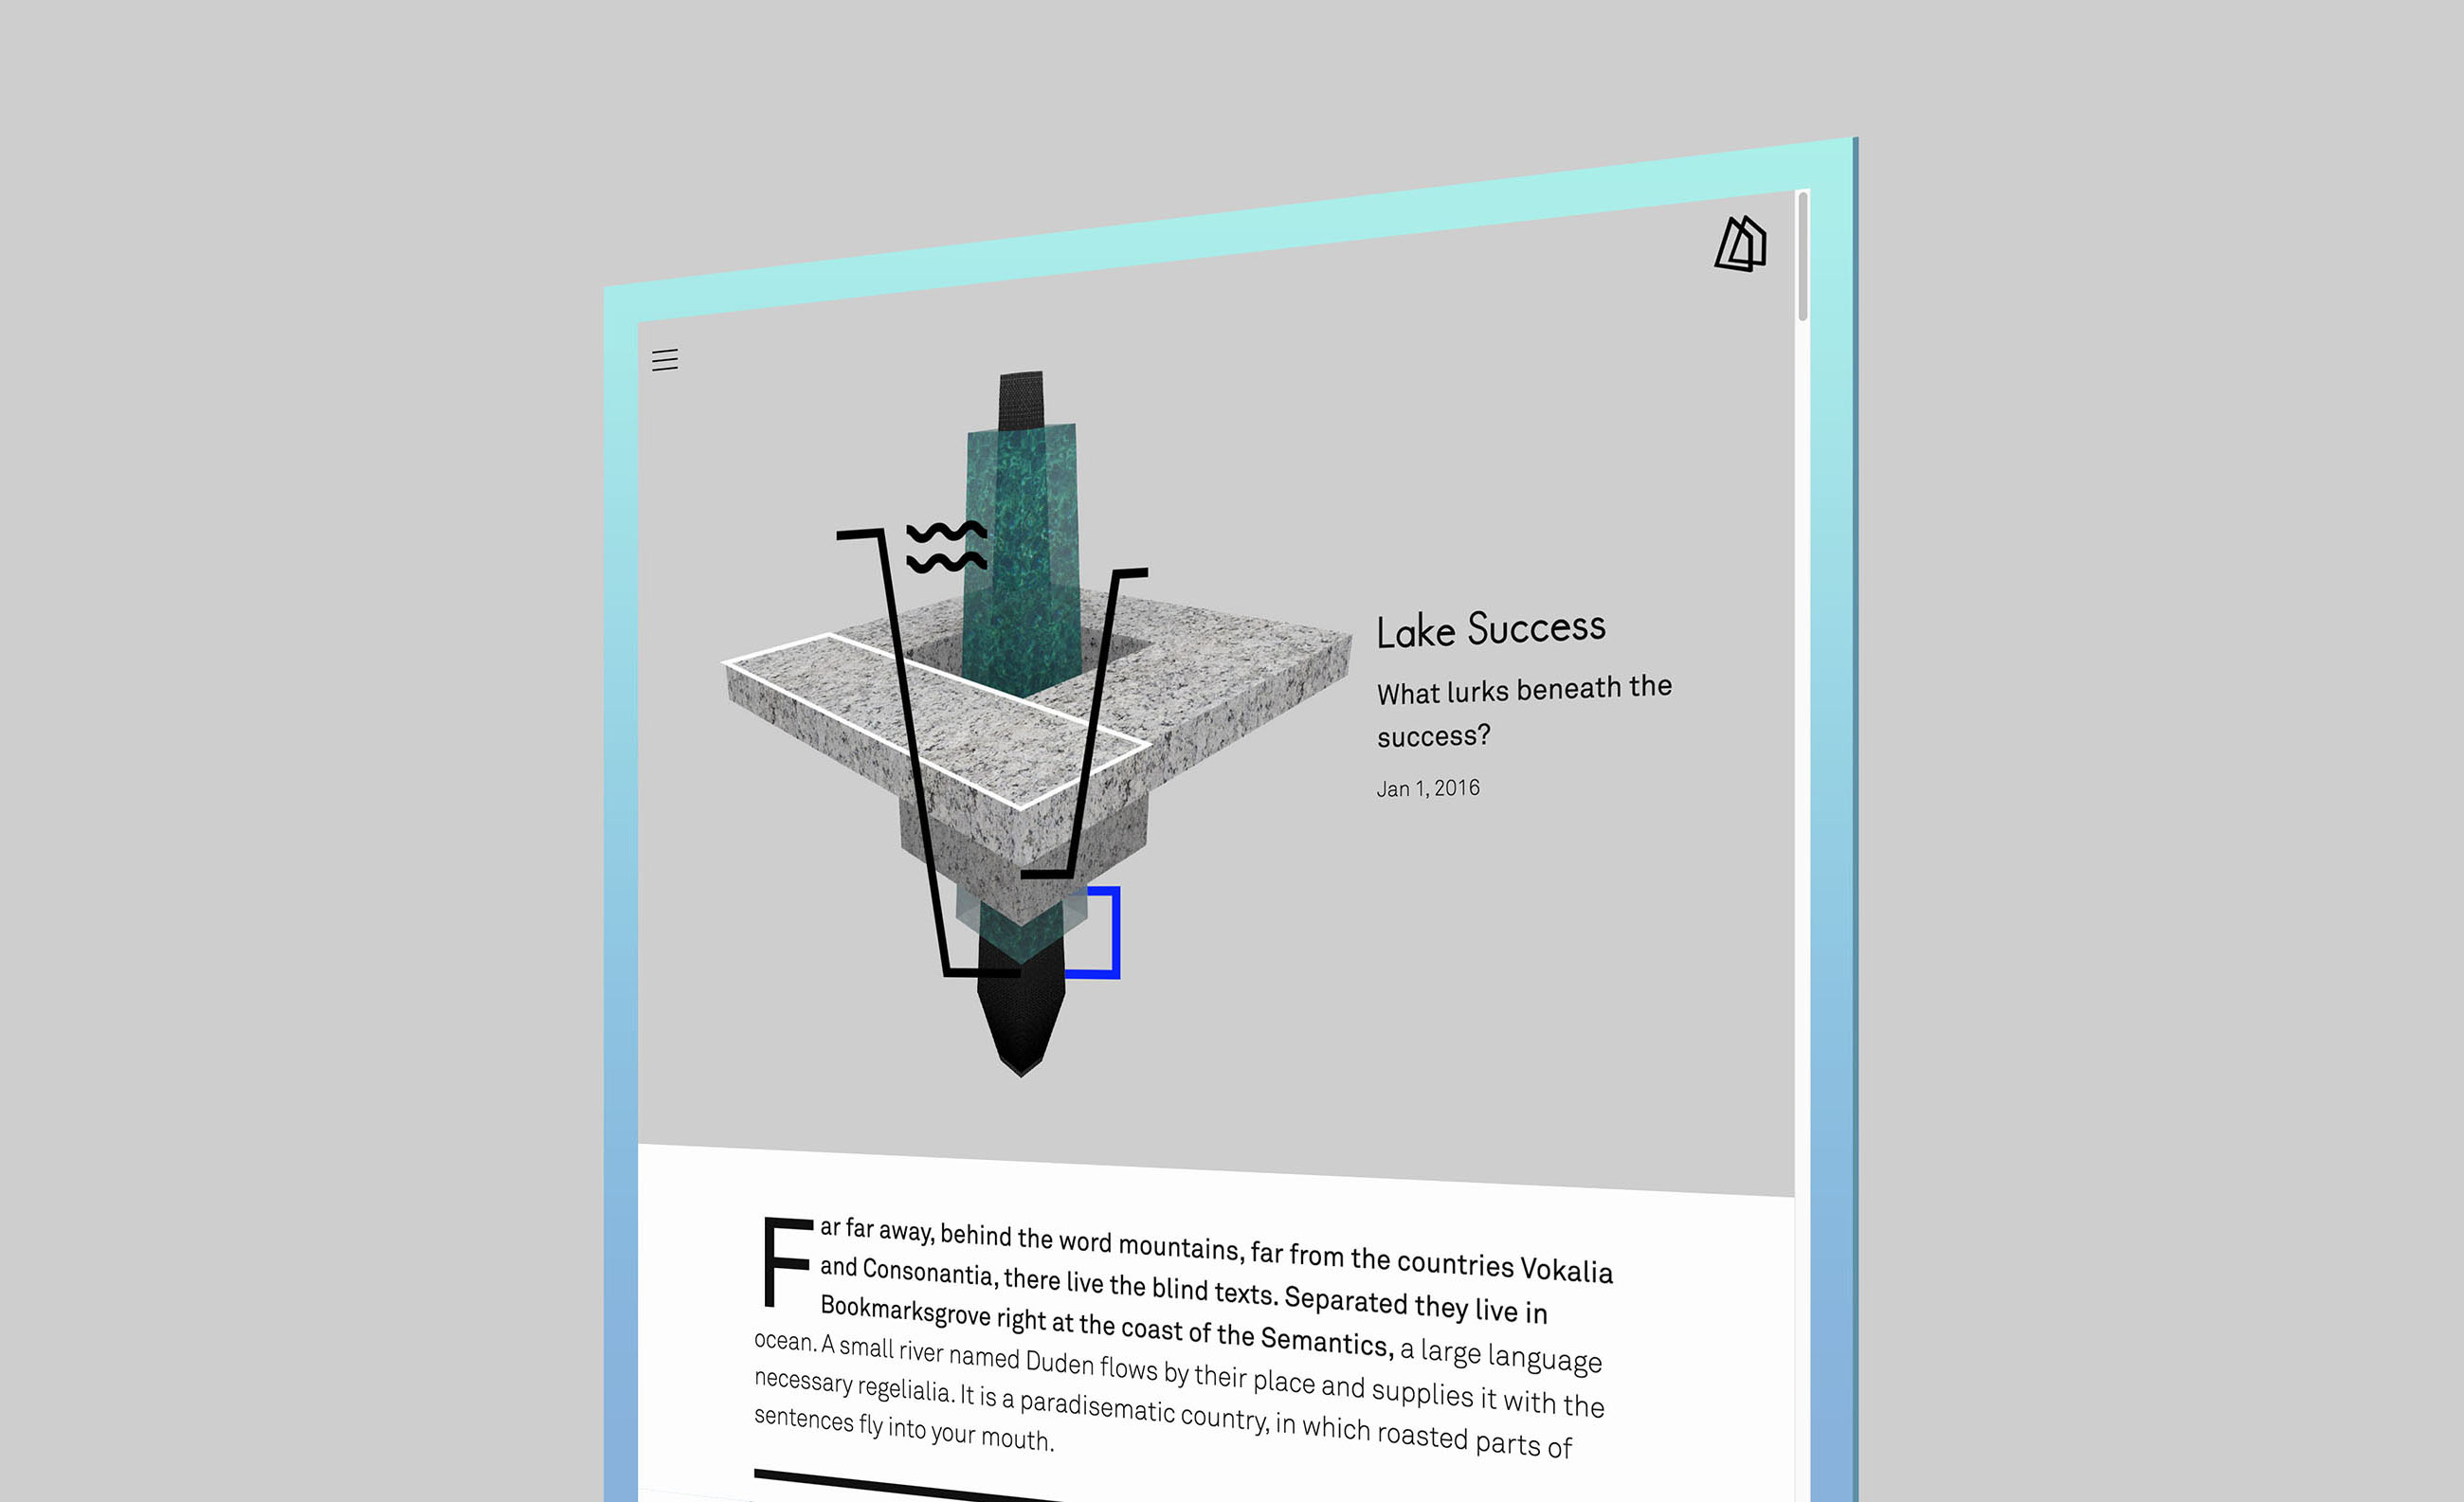 Lake Success
What lurks beneath the
success?
Jan 1, 2016
Far far away, behind the word mountains, far from the countries Vokalia
and Consonantia, there live the blind texts. Separated they live in
Bookmarksgrove right at the coast of the Semantics, a large language
ocean. A small river named Duden flows by their place and supplies it with the
necessary regelialia. It is a paradisematic country, in which roasted parts of
sentences fly into your mouth.